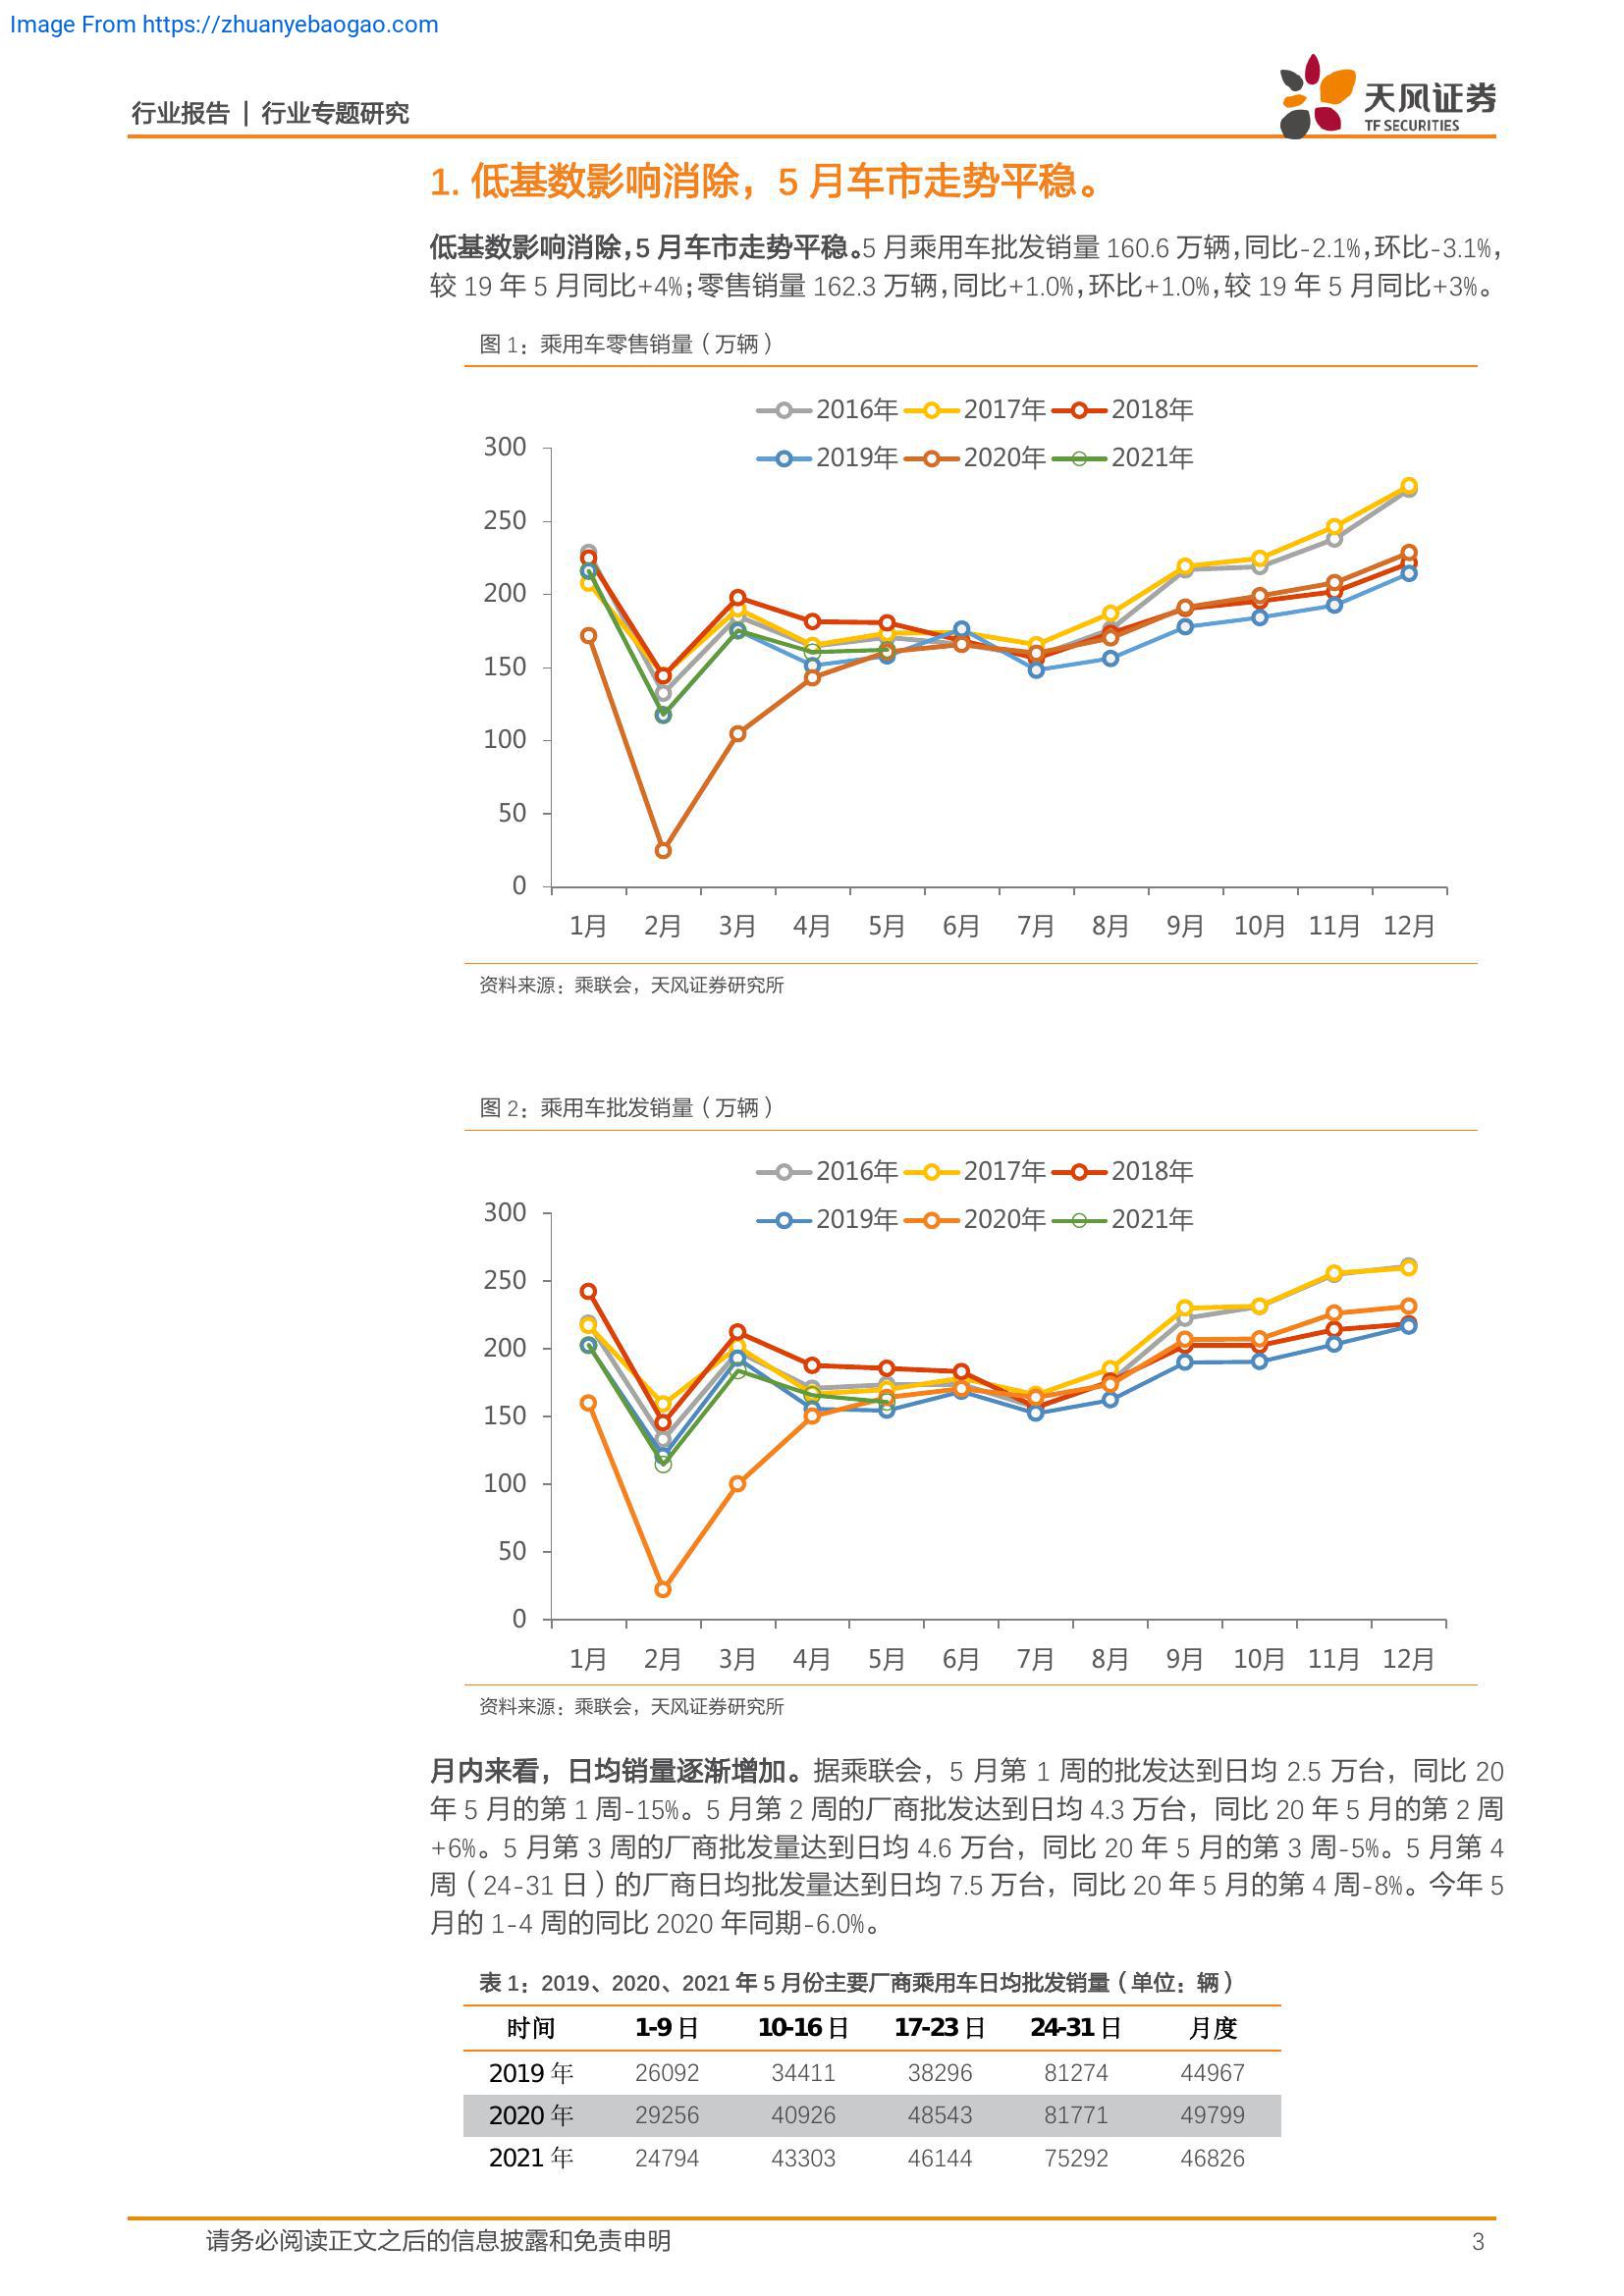 Image From https://zhuanyebaogao.com
行业报告 | 行业专题研究
天风证券
TF SECURITIES
1. 低基数影响消除，5 月车市走势平稳。
低基数影响消除，5 月车市走势平稳。5 月乘用车批发销量 160.6 万辆，同比-2.1%，环比-3.1%，
较 19 年 5 月同比+4%；零售销量 162.3 万辆，同比+1.0%，环比+1.0%，较 19 年 5 月同比+3%。
图 1：乘用车零售销量（万辆）
2016年 2017年 2018年
2019年 2020年 2021年
300
250
200
150
100
50
0
1月 2月 3月 4月 5月 6月 7月 8月 9月 10月 11月 12月
资料来源：乘联会，天风证券研究所
图 2：乘用车批发销量（万辆）
2016年 2017年 2018年
2019年 2020年 2021年
300
250
200
150
100
50
0
1月 2月 3月 4月 5月 6月 7月 8月 9月 10月 11月 12月
资料来源：乘联会，天风证券研究所
月内来看，日均销量逐渐增加。据乘联会，5 月第 1 周的批发达到日均 2.5 万台，同比 20
年 5 月的第 1 周-15%。5 月第 2 周的厂商批发达到日均 4.3 万台，同比 20 年 5 月的第 2 周
+6%。5 月第 3 周的厂商批发量达到日均 4.6 万台，同比 20 年 5 月的第 3 周-5%。5 月第 4
周（24-31 日）的厂商日均批发量达到日均 7.5 万台，同比 20 年 5 月的第 4 周-8%。今年 5
月的 1-4 周的同比 2020 年同期-6.0%。
表 1：2019、2020、2021 年 5 月份主要厂商乘用车日均批发销量（单位：辆）
时间 1-9 日 10-16 日 17-23 日 24-31 日 月度
2019 年 26092 34411 38296 81274 44967
2020 年 29256 40926 48543 81771 49799
2021 年 24794 43303 46144 75292 46826
请务必阅读正文之后的信息披露和免责申明 3